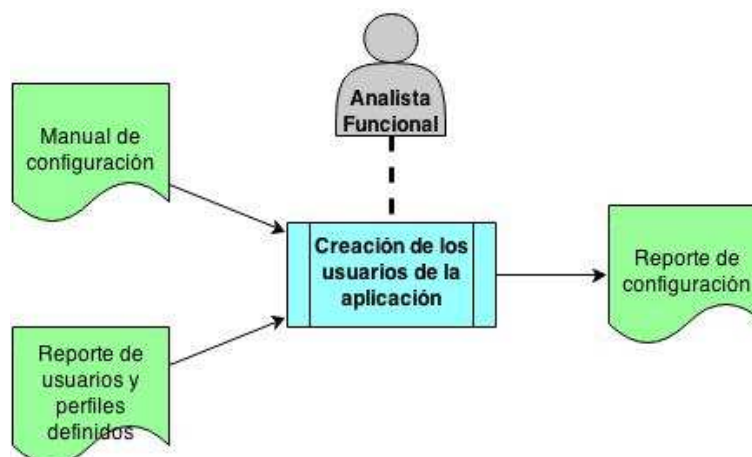 Analista
Funcional
Manual de
configuración
Creación de los
usuarios de la
aplicación
Reporte de
configuración
Reporte de
usuarios y
perfiles
definidos